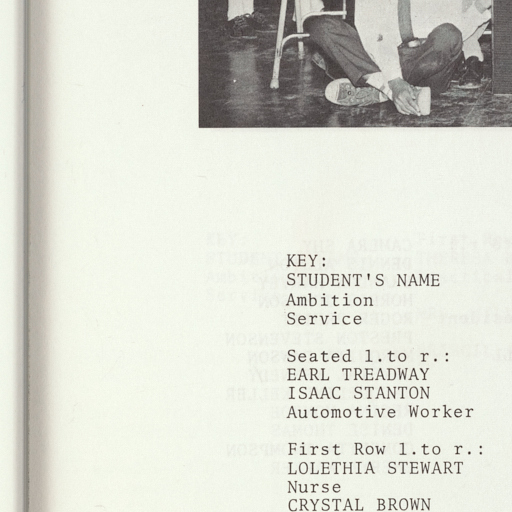 KEY:
STUDENT'S NAME
Ambition
Service
Seated l.to r.:
EARL TREADWAY
ISAAC STANTON
Automotive Worker
First Row l.to r.:
LOLETHIA STEWART
Nurse
CRYSTAL BROWN